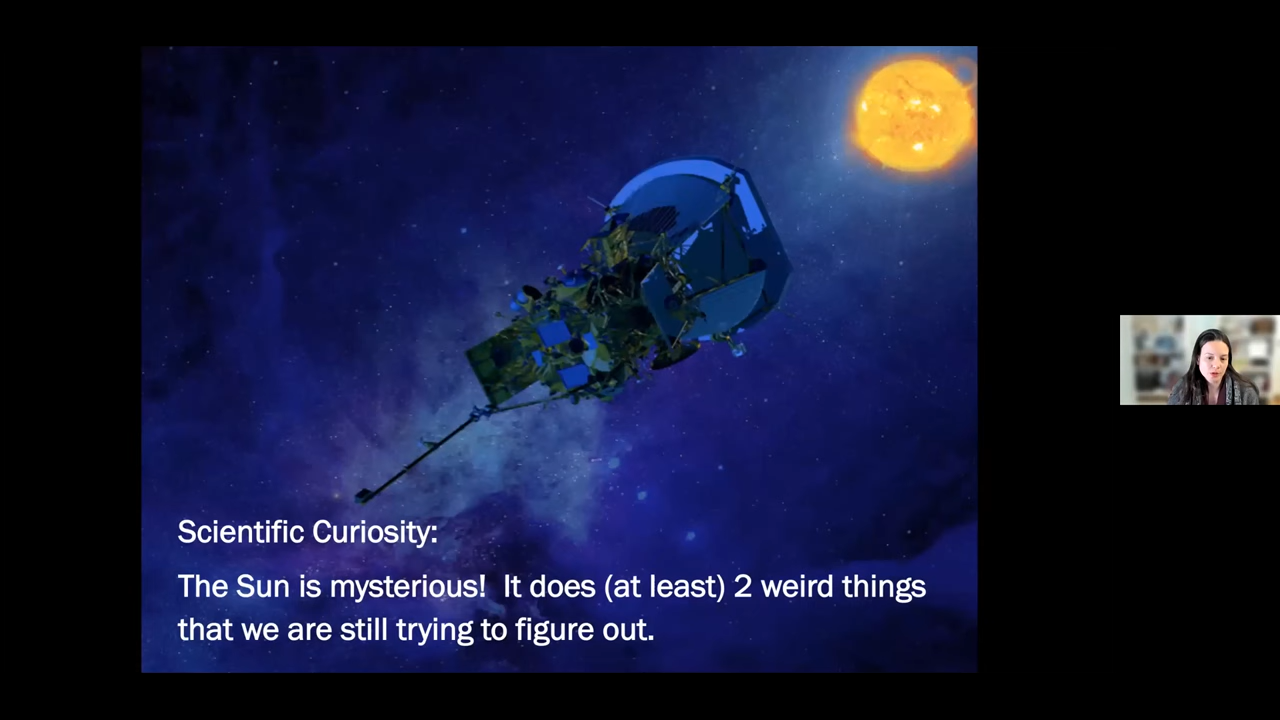 Scientific Curiosity:
The Sun is mysterious!  It does (at least) 2 weird things
that we are still trying to figure out.